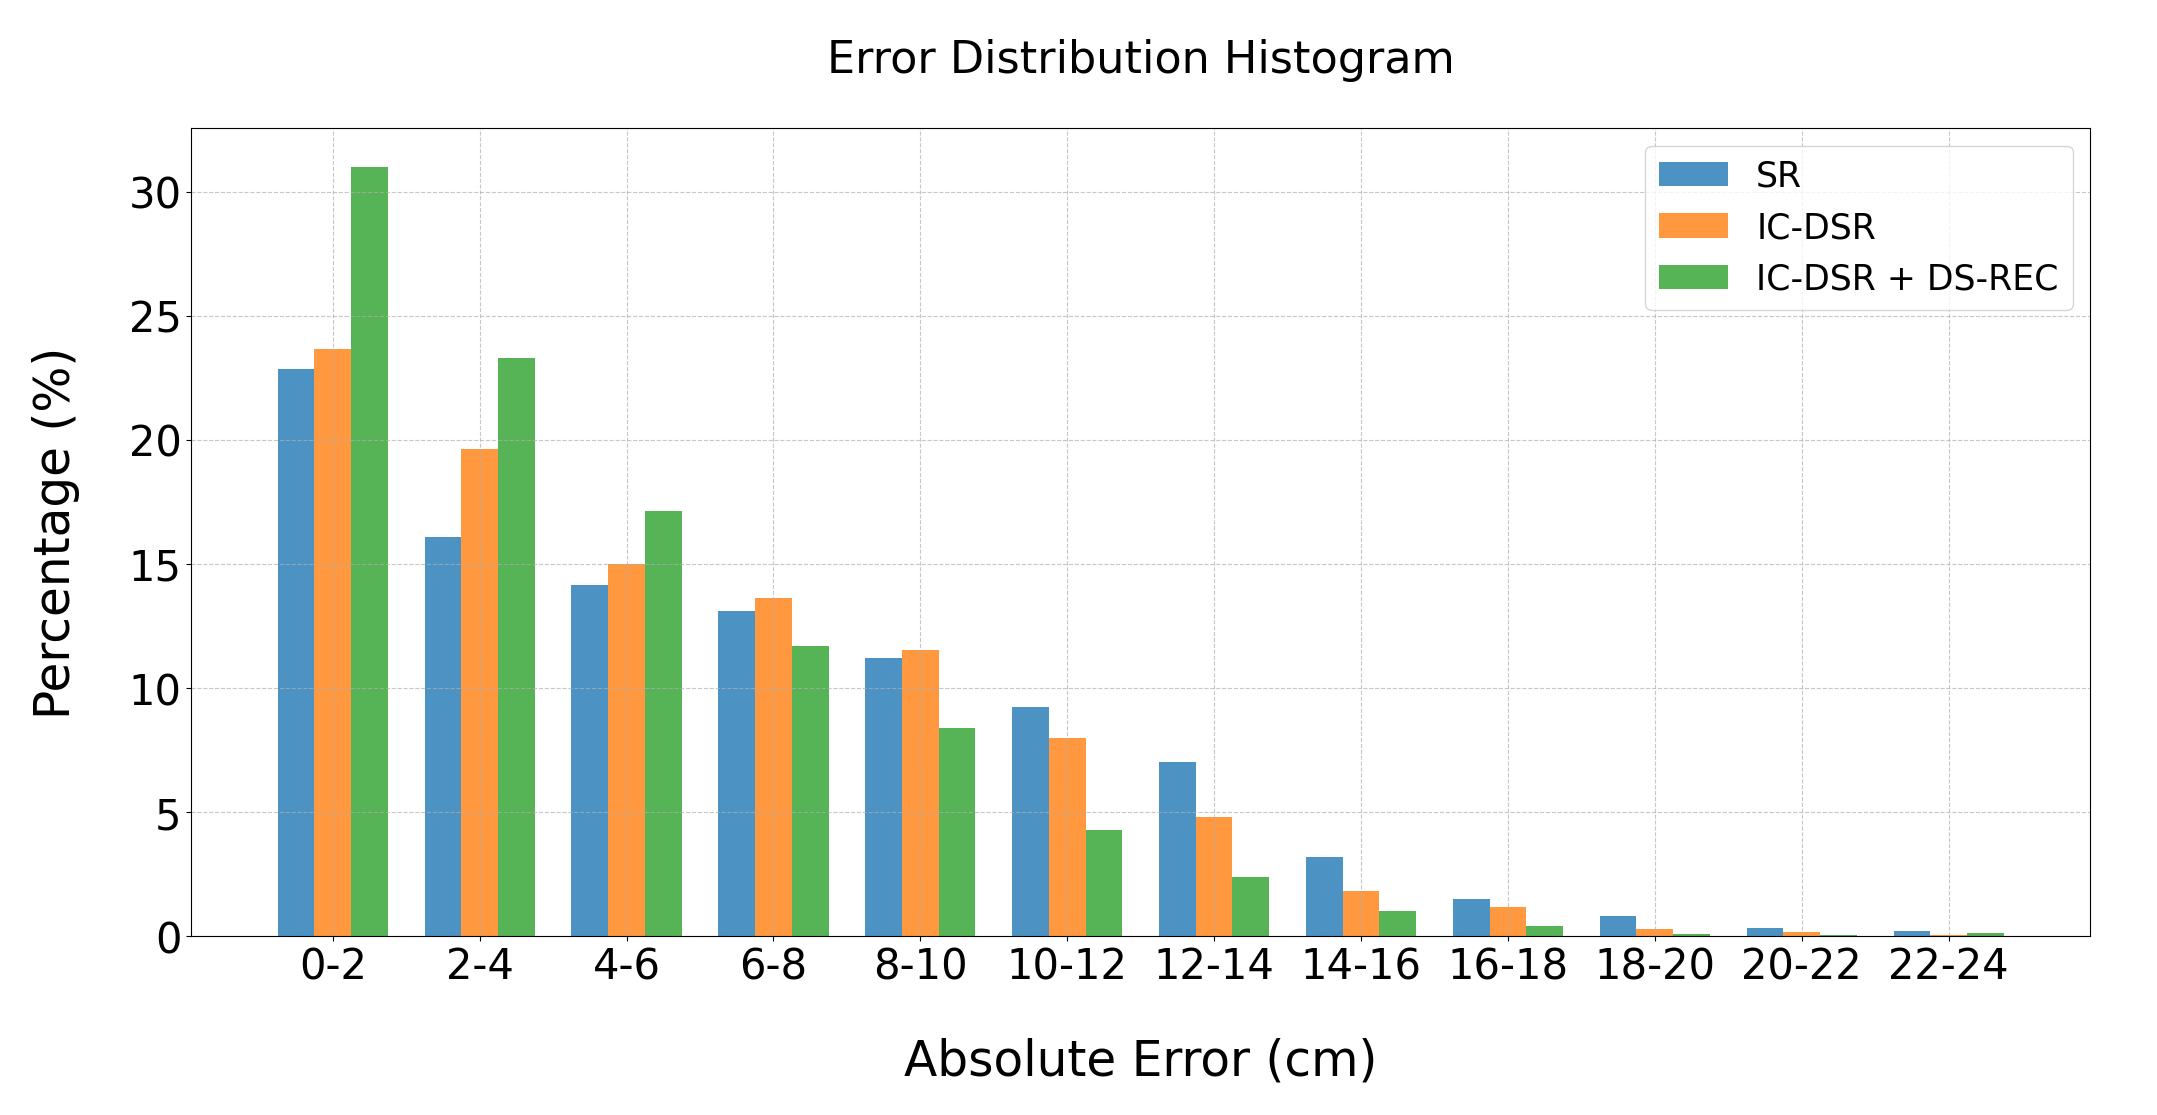 Error Distribution Histogram
SR
IC-DSR
IC-DSR + DS-REC
Percentage (%)
30
25
20
15
10
5
0
0-2 2-4 4-6 6-8 8-10 10-12 12-14 14-16 16-18 18-20 20-22 22-24
Absolute Error (cm)